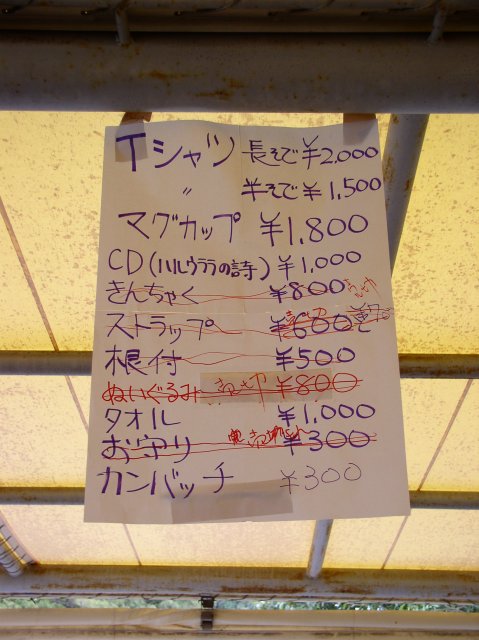 Tシャツ 長そで ¥2,000
〃 半そで ¥1,500
マグカップ ¥1,800
CD(ハルウララの詩) ¥1,000
きんちゃく ¥800
ストラップ ¥600
根付 ¥500
ぬいぐるみ ¥800
タオル ¥1,000
お守り ¥300
カンバッチ ¥300